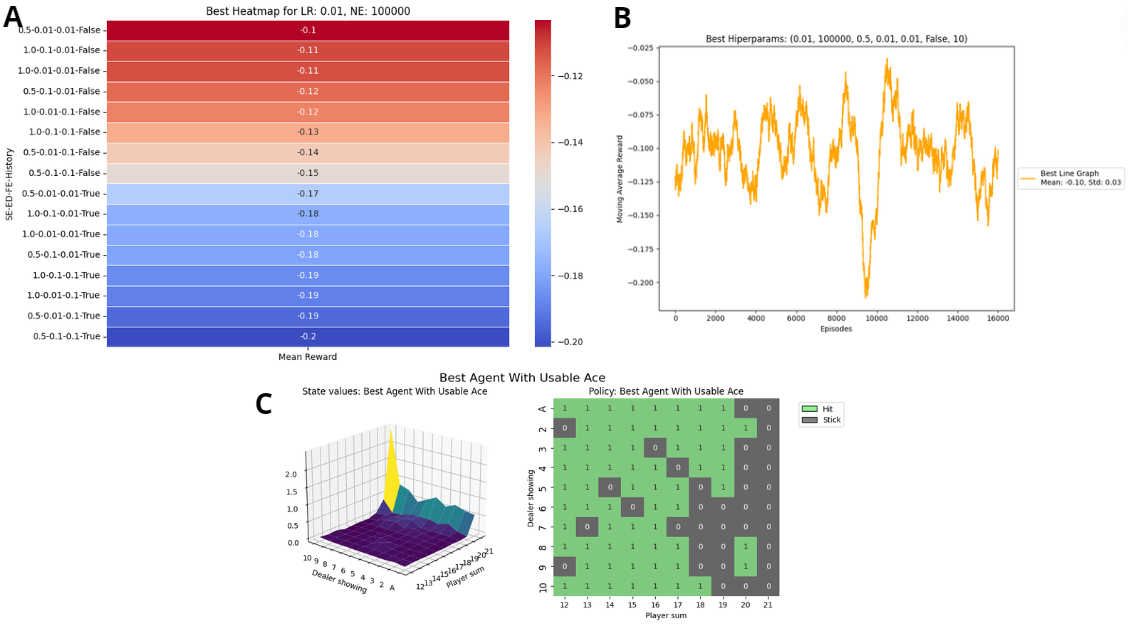 A
Best Heatmap for LR: 0.01, NE: 100000
SE-ED-FE-History
0.5-0.01-0.01-False -0.1
1.0-0.1-0.01-False -0.11
1.0-0.01-0.01-False -0.11
0.5-0.1-0.01-False -0.12
1.0-0.01-0.1-False -0.12
1.0-0.1-0.1-False -0.13
0.5-0.01-0.1-False -0.14
0.5-0.1-0.1-False -0.15
0.5-0.01-0.01-True -0.17
1.0-0.1-0.01-True -0.18
1.0-0.01-0.01-True -0.18
0.5-0.1-0.01-True -0.18
1.0-0.1-0.1-True -0.19
1.0-0.01-0.1-True -0.19
0.5-0.01-0.1-True -0.19
0.5-0.1-0.1-True -0.2
Mean Reward
−0.12
−0.14
−0.16
−0.18
−0.20
B
Best Hiperparams: (0.01, 100000, 0.5, 0.01, 0.01, False, 10)
Moving Average Reward
−0.025
−0.050
−0.075
−0.100
−0.125
−0.150
−0.175
−0.200
0 2000 4000 6000 8000 10000 12000 14000 16000
Episodes
Best Line Graph
Mean: -0.10, Std: 0.03
Best Agent With Usable Ace
C
State values: Best Agent With Usable Ace
2.0
1.5
1.0
0.5
0.0
10 9 8 7 6 5 4 3 2 A
Dealer showing
12 13 14 15 16 17 18 19 20 21
Player sum
Policy: Best Agent With Usable Ace
Dealer showing
A 1 1 1 1 1 1 1 1 0 0
2 0 1 1 1 1 1 1 1 1 0
3 1 1 1 1 0 1 1 1 0 0
4 1 1 1 1 1 0 1 1 0 0
5 1 1 0 1 1 1 0 1 0 0
6 1 1 1 0 1 1 0 0 0 0
7 1 0 1 1 1 0 0 0 0 0
8 1 1 1 1 1 1 0 0 1 0
9 0 1 1 1 1 1 0 0 1 0
10 1 1 1 1 1 1 1 0 0 0
12 13 14 15 16 17 18 19 20 21
Player sum
Hit
Stick